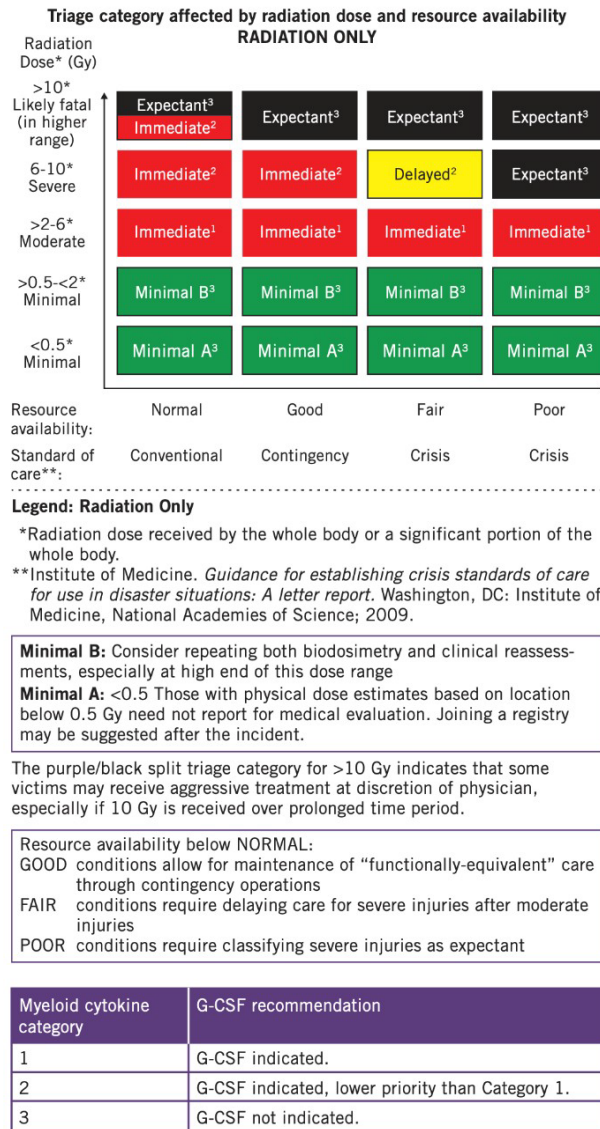 Triage category affected by radiation dose and resource availability
RADIATION ONLY
Radiation
Dose* (Gy)
>10*
Likely fatal
(in higher
range)
Expectant³
Immediate²
Expectant³
Expectant³
Expectant³
6-10*
Severe
Immediate²
Immediate²
Delayed²
Expectant³
>2-6*
Moderate
Immediate¹
Immediate¹
Immediate¹
Immediate¹
>0.5-<2*
Minimal
Minimal B³
Minimal B³
Minimal B³
Minimal B³
<0.5*
Minimal
Minimal A³
Minimal A³
Minimal A³
Minimal A³
Resource availability:
Normal
Good
Fair
Poor
Standard of care**:
Conventional
Contingency
Crisis
Crisis
Legend: Radiation Only
*Radiation dose received by the whole body or a significant portion of the
whole body.
**Institute of Medicine. Guidance for establishing crisis standards of care
for use in disaster situations: A letter report. Washington, DC: Institute of
Medicine, National Academies of Science; 2009.
Minimal B: Consider repeating both biodosimetry and clinical reassess-
ments, especially at high end of this dose range
Minimal A: <0.5 Those with physical dose estimates based on location
below 0.5 Gy need not report for medical evaluation. Joining a registry
may be suggested after the incident.
The purple/black split triage category for >10 Gy indicates that some
victims may receive aggressive treatment at discretion of physician,
especially if 10 Gy is received over prolonged time period.
Resource availability below NORMAL:
GOOD conditions allow for maintenance of “functionally-equivalent” care
through contingency operations
FAIR conditions require delaying care for severe injuries after moderate
injuries
POOR conditions require classifying severe injuries as expectant
Myeloid cytokine
category
G-CSF recommendation
1
G-CSF indicated.
2
G-CSF indicated, lower priority than Category 1.
3
G-CSF not indicated.